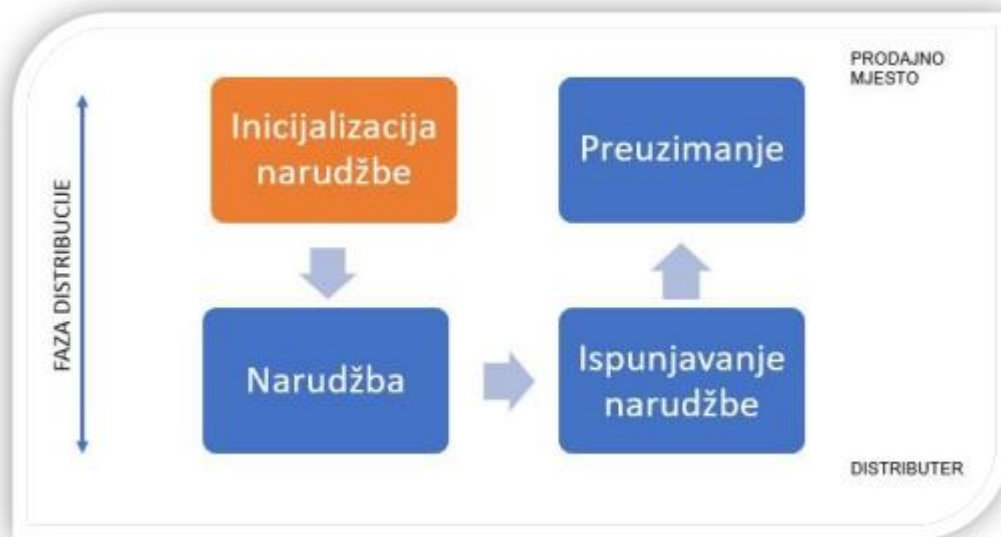 PRODAJNO
MJESTO
Inicijalizacija
narudžbe
Preuzimanje
FAZA DISTRIBUCIJE
Narudžba
Ispunjavanje
narudžbe
DISTRIBUTER